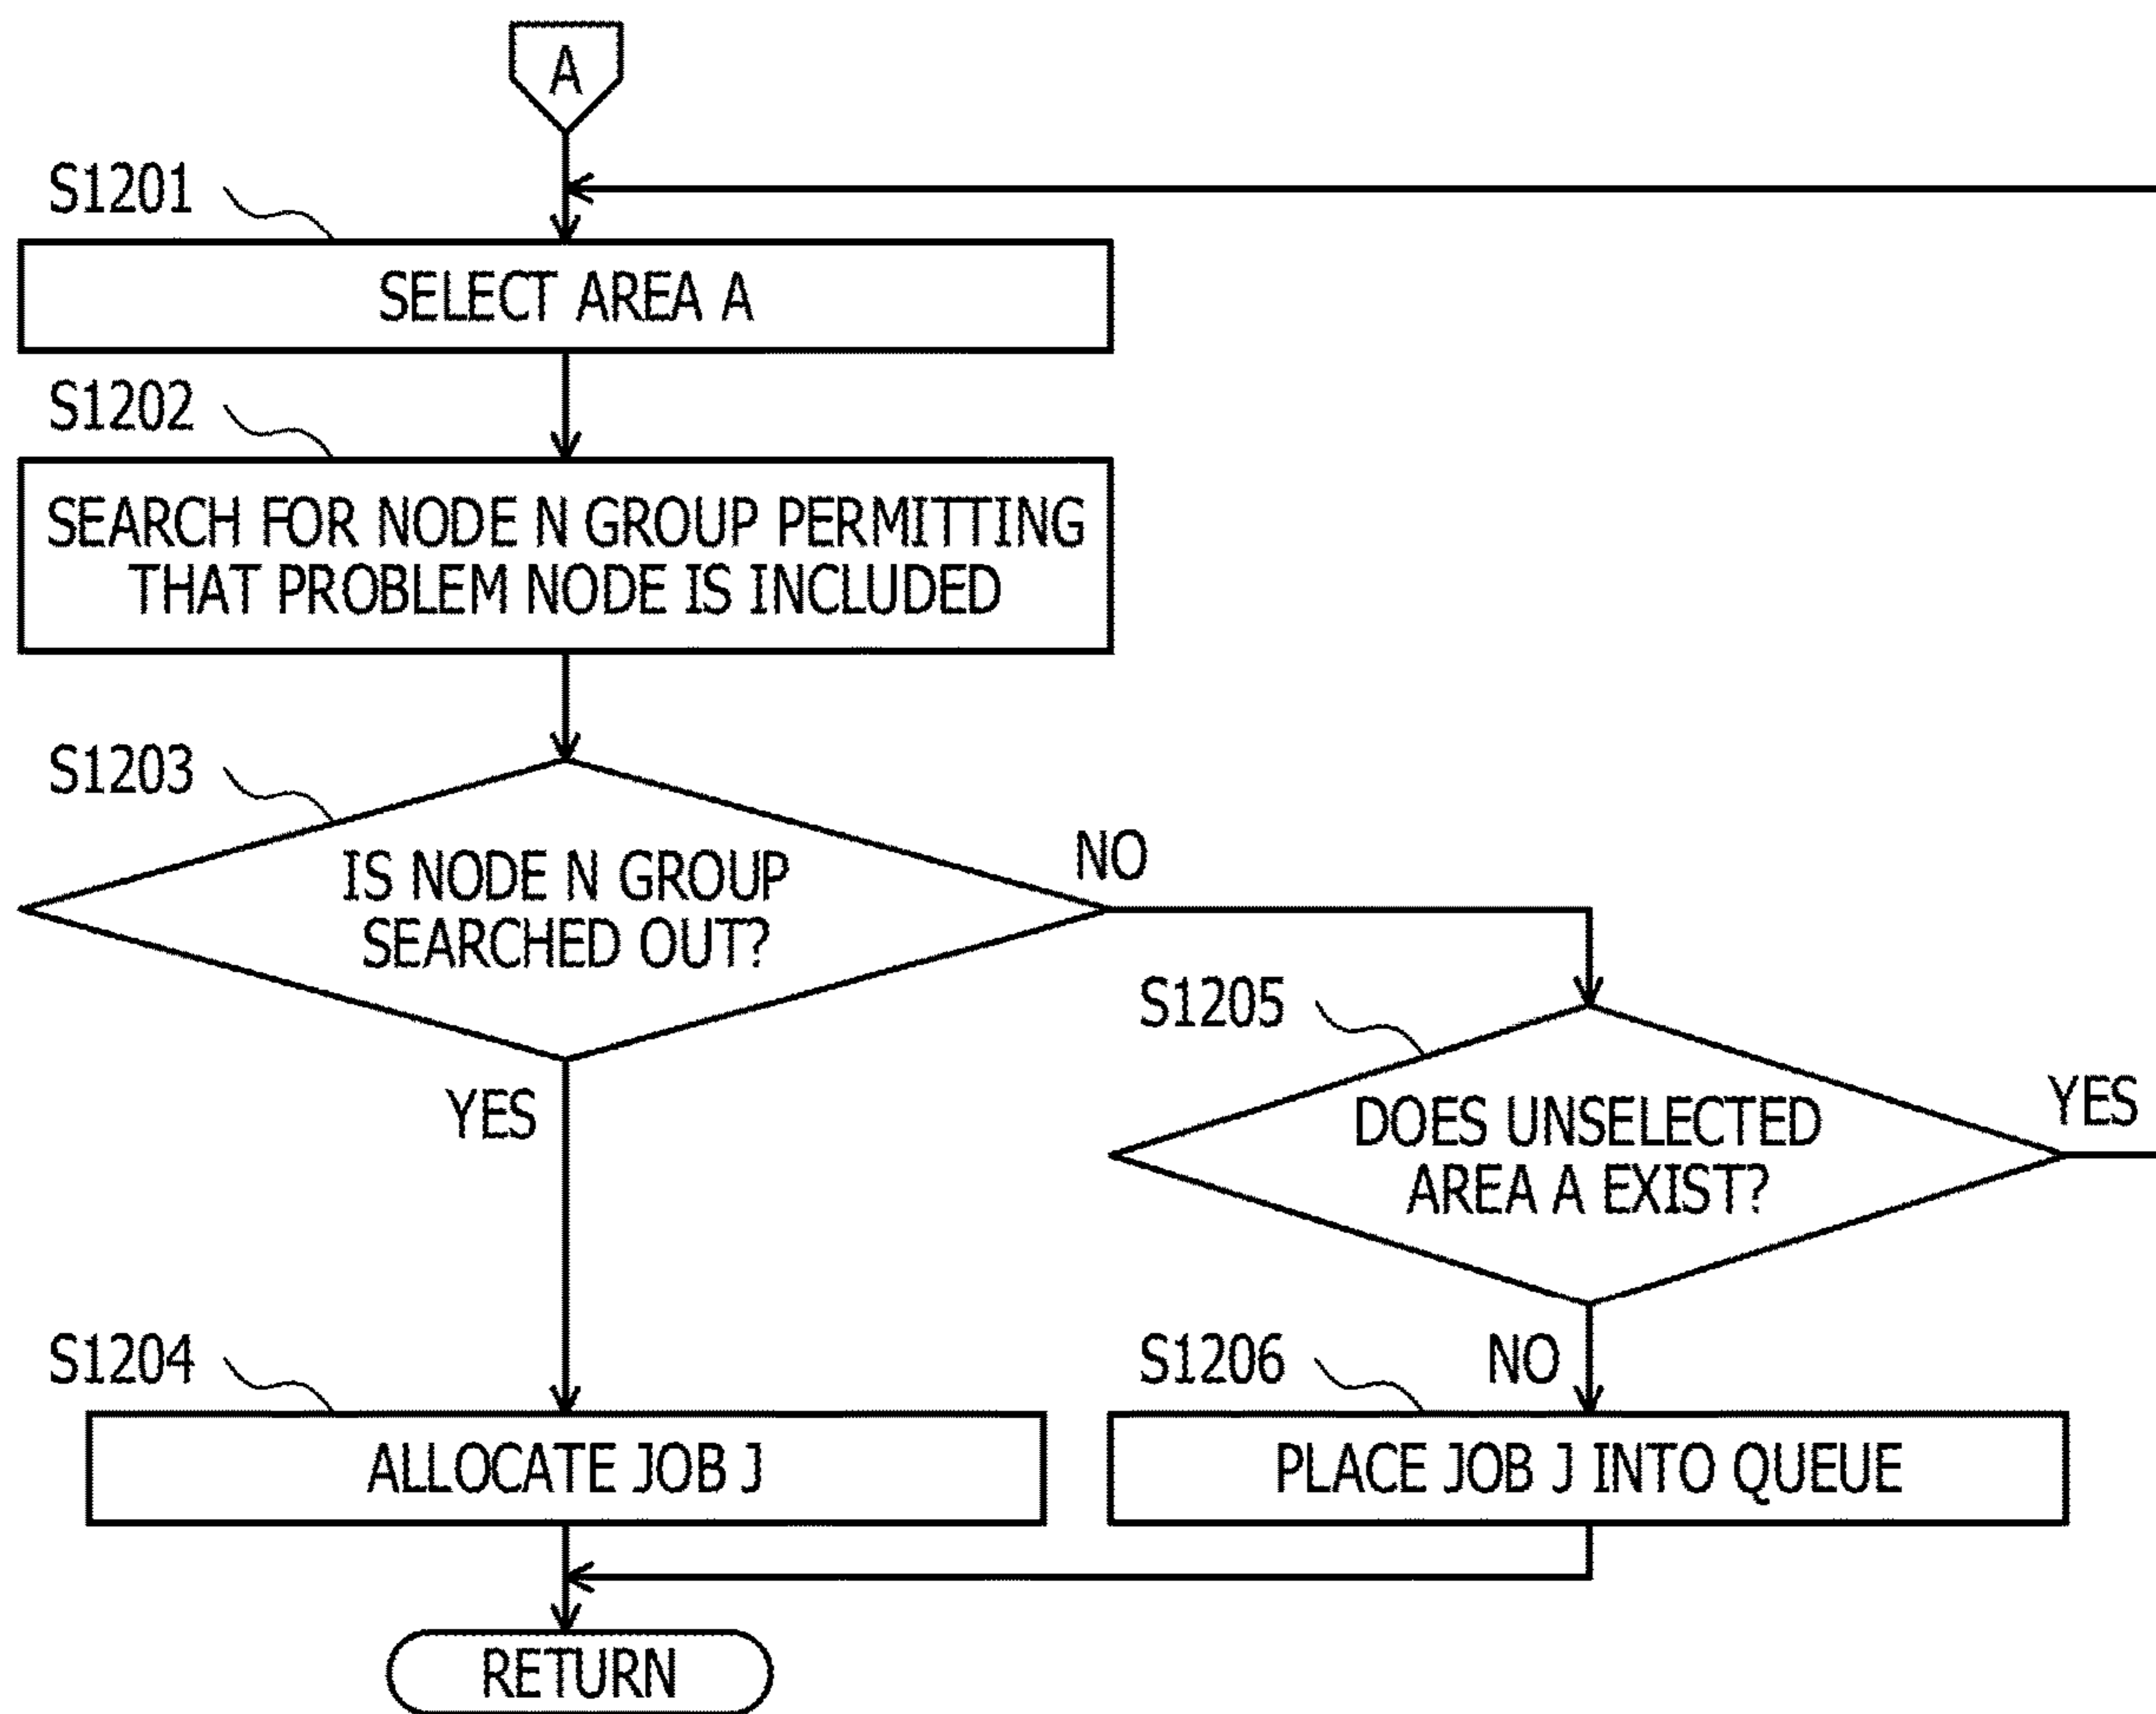 A
S1201
SELECT AREA A
S1202
SEARCH FOR NODE N GROUP PERMITTING
THAT PROBLEM NODE IS INCLUDED
S1203
IS NODE N GROUP
SEARCHED OUT?
NO
YES
S1205
DOES UNSELECTED
AREA A EXIST?
YES
NO
S1204
ALLOCATE JOB J
S1206
PLACE JOB J INTO QUEUE
RETURN